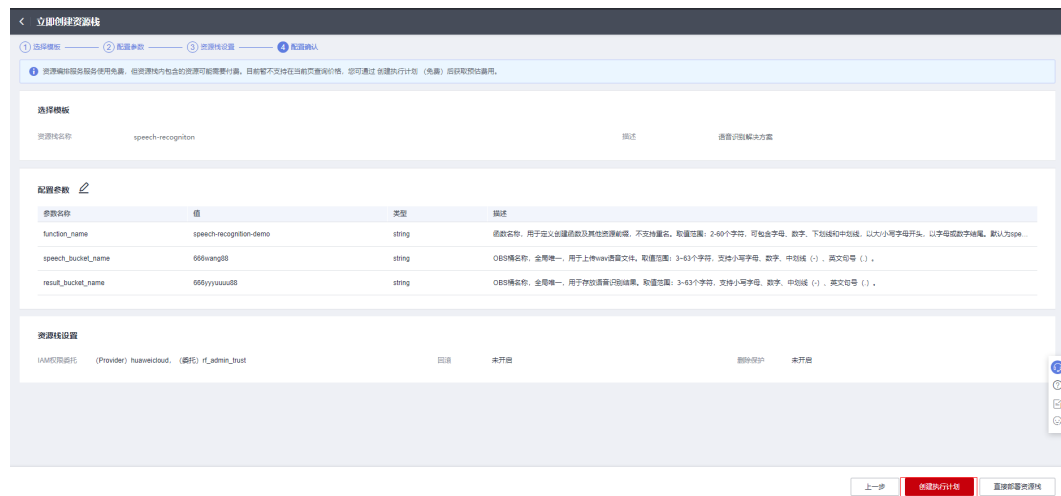 立即创建资源栈
1 选择模板
2 配置参数
3 资源栈设置
4 配置确认
资源编排服务服务使用免费，但资源栈内包含的资源可能需要付费。目前暂不支持在当前页查询价格，您可通过 创建执行计划 （免费）后获取预估费用。
选择模板
资源栈名称 speech-recogniton 描述 语音识别解决方案
配置参数
参数名称 值 类型 描述
function_name speech-recognition-demo string 函数名称，用于定义创建函数及其他资源前缀，不支持重名。取值范围：2-60个字符，可包含字母、数字、下划线和中划线，以大/小写字母开头，以字母或数字结尾。默认为spe...
speech_bucket_name 666wang88 string OBS桶名称，全局唯一，用于上传wav语音文件。取值范围：3~63个字符，支持小写字母、数字、中划线（-）、英文句号（.）。
result_bucket_name 666yyyuuuu88 string OBS桶名称，全局唯一，用于存放语音识别结果。取值范围：3~63个字符，支持小写字母、数字、中划线（-）、英文句号（.）。
资源栈设置
IAM权限委托 （Provider）huaweicloud、（委托）rf_admin_trust 回滚 未开启 删除保护 未开启
上一步 创建执行计划 直接部署资源栈